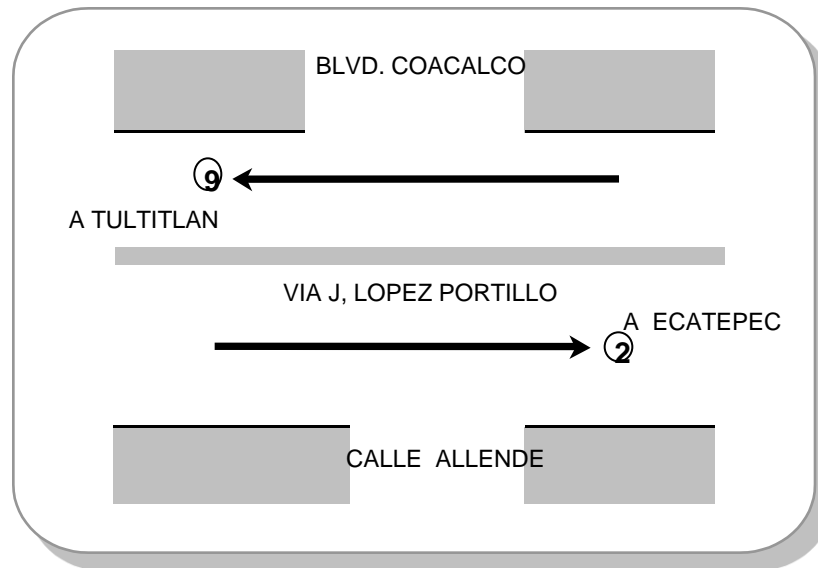 BLVD. COACALCO
9
A TULTITLAN
VIA J, LOPEZ PORTILLO
A ECATEPEC
2
CALLE ALLENDE